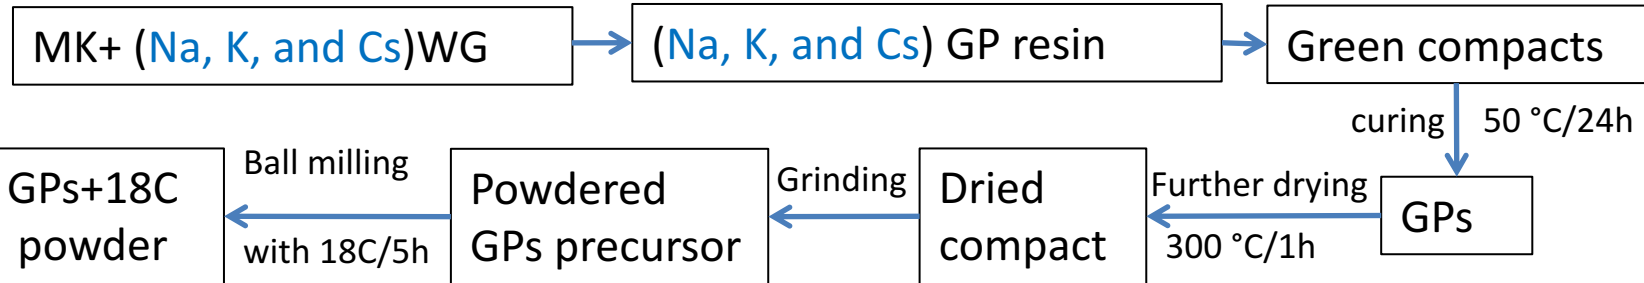 MK+ (Na, K, and Cs)WG
(Na, K, and Cs) GP resin
Green compacts
curing
50 °C/24h
GPs
Further drying
300 °C/1h
Dried
compact
Grinding
Powdered
GPs precursor
Ball milling
with 18C/5h
GPs+18C
powder